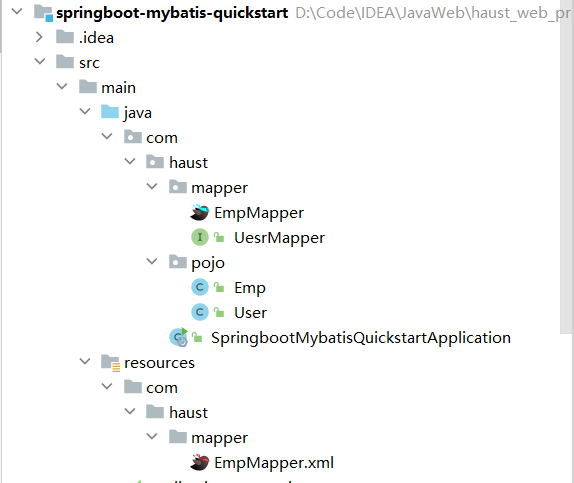 springboot-mybatis-quickstart D:\Code\IDEA\JavaWeb\haust_web_pr
.idea
src
main
java
com
haust
mapper
EmpMapper
I UesrMapper
pojo
C Emp
C User
SpringbootMybatisQuickstartApplication
resources
com
haust
mapper
EmpMapper.xml